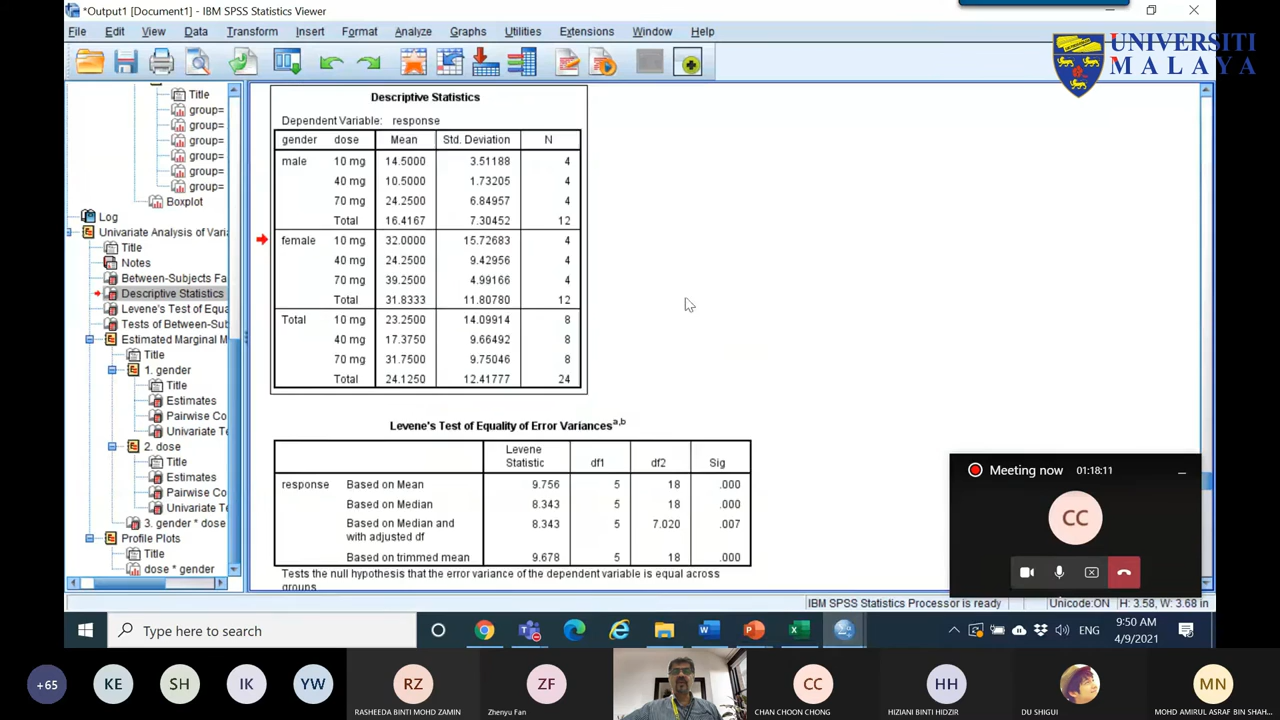 *Output1 [Document1] - IBM SPSS Statistics Viewer
UNIVERSITI
MALAYA
File Edit View Data Transform Insert Format Analyze Graphs Utilities Extensions Window Help
Title
group=
group=
group=
group=
group=
group=
Boxplot
Log
Univariate Analysis of Vari
Title
Notes
Between-Subjects Fa
Descriptive Statistics
Levene's Test of Equa
Tests of Between-Sub
Estimated Marginal M
Title
1. gender
Title
Estimates
Pairwise Co
Univariate Te
2. dose
Title
Estimates
Pairwise Co
Univariate Te
3. gender * dose
Profile Plots
Title
dose * gender
Descriptive Statistics
Dependent Variable: response
gender dose Mean Std. Deviation N
male 10 mg 14.5000 3.51188 4
40 mg 10.5000 1.73205 4
70 mg 24.2500 6.84957 4
Total 16.4167 7.30452 12
female 10 mg 32.0000 15.72683 4
40 mg 24.2500 9.42956 4
70 mg 39.2500 4.99166 4
Total 31.8333 11.80780 12
Total 10 mg 23.2500 14.09914 8
40 mg 17.3750 9.66492 8
70 mg 31.7500 9.75046 8
Total 24.1250 12.41777 24
Levene's Test of Equality of Error Variancesa,b
Levene
Statistic df1 df2 Sig
response Based on Mean 9.756 5 18 .000
Based on Median 8.343 5 18 .000
Based on Median and
with adjusted df 8.343 5 7.020 .007
Based on trimmed mean 9.678 5 18 .000
Tests the null hypothesis that the error variance of the dependent variable is equal across
groups
Meeting now 01:18:11
CC
IBM SPSS Statistics Processor is ready Unicode:ON H: 3.58, W: 3.68 in
Type here to search
ENG
9:50 AM
4/9/2021
+65 KE SH IK YW RZ ZF CC HH MN
RASHEEDA BINTI MOHD ZAMIN Zhenyu Fan CHAN CHOON CHONG HIZIANI BINTI HIDZIR DU SHIGUI MOHD AMIRUL ASRAF BIN SHAH...